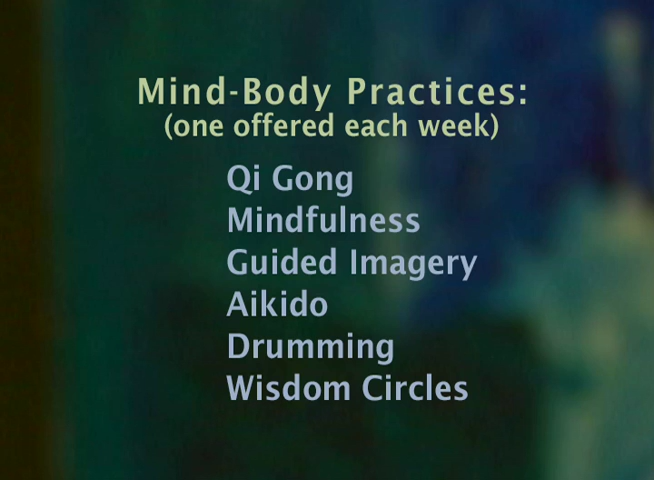 Mind-Body Practices:
(one offered each week)
Qi Gong
Mindfulness
Guided Imagery
Aikido
Drumming
Wisdom Circles